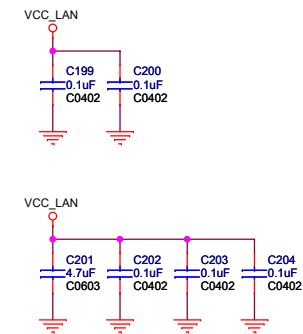 VCC_LAN
C199
0.1uF
C0402
C200
0.1uF
C0402
VCC_LAN
C201
4.7uF
C0603
C202
0.1uF
C0402
C203
0.1uF
C0402
C204
0.1uF
C0402